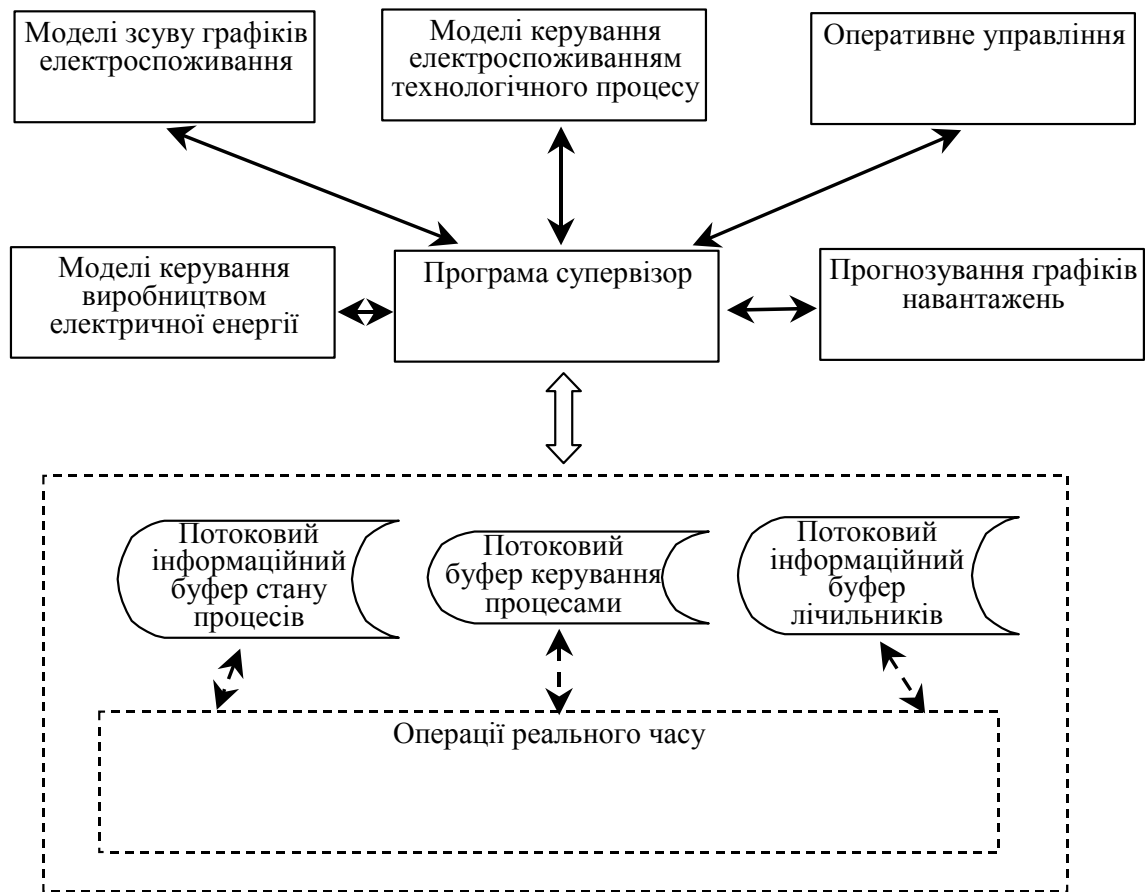 Моделі зсуву графіків
електроспоживання
Моделі керування
електроспоживанням
технологічного процесу
Оперативне управління
Моделі керування
виробництвом
електричної енергії
Програма супервізор
Прогнозування графіків
навантажень
Потоковий
інформаційний
буфер стану
процесів
Потоковий
буфер керування
процесами
Потоковий
інформаційний
буфер
лічильників
Операції реального часу